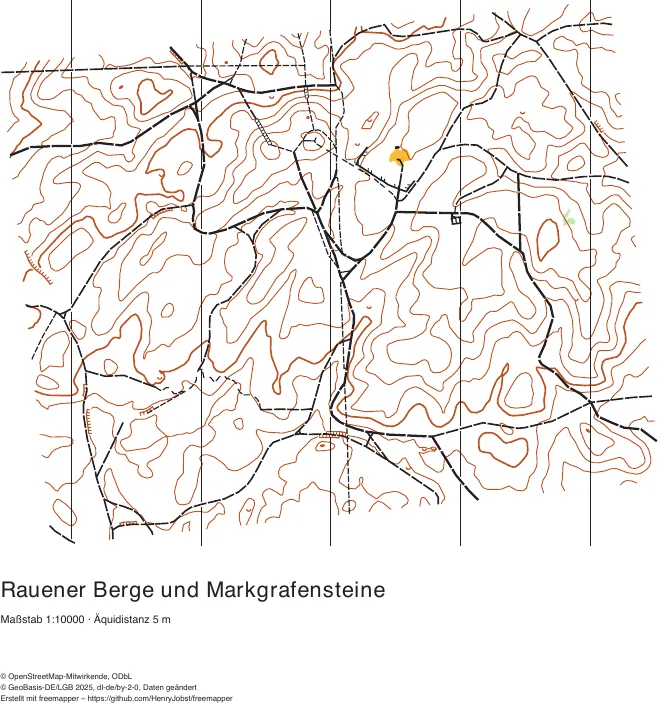 Rauener Berge und Markgrafensteine
Maßstab 1:10000 · Äquidistanz 5 m
© OpenStreetMap-Mitwirkende, ODbL
© GeoBasis-DE/LGB 2025, dl-de/by-2-0, Daten geändert
Erstellt mit freemapper – https://github.com/HenryJobst/freemapper